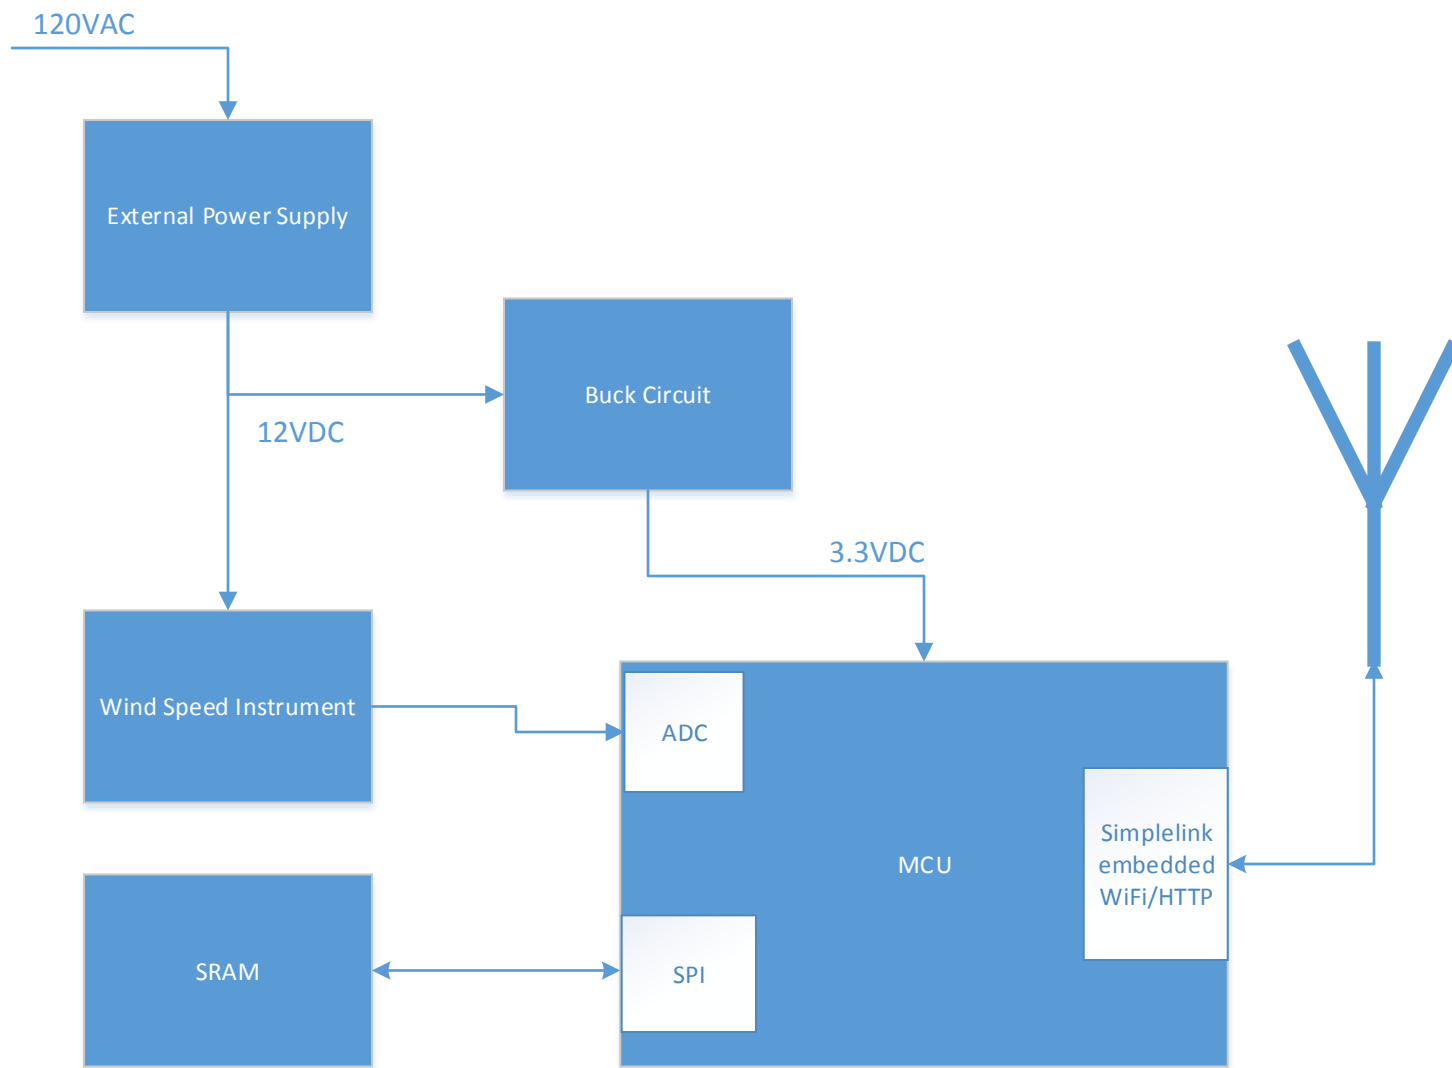 120VAC
External Power Supply
Buck Circuit
12VDC
3.3VDC
Wind Speed Instrument
ADC
MCU
Simplelink
embedded
WiFi/HTTP
SRAM
SPI